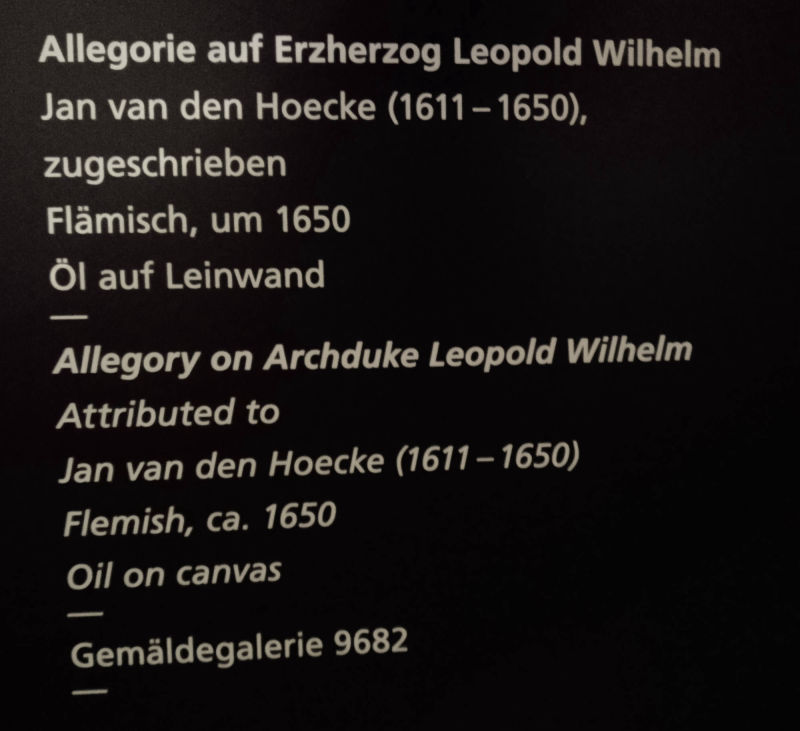 Allegorie auf Erzherzog Leopold Wilhelm
Jan van den Hoecke (1611 – 1650),
zugeschrieben
Flämisch, um 1650
Öl auf Leinwand
—
Allegory on Archduke Leopold Wilhelm
Attributed to
Jan van den Hoecke (1611 – 1650)
Flemish, ca. 1650
Oil on canvas
—
Gemäldegalerie 9682
—